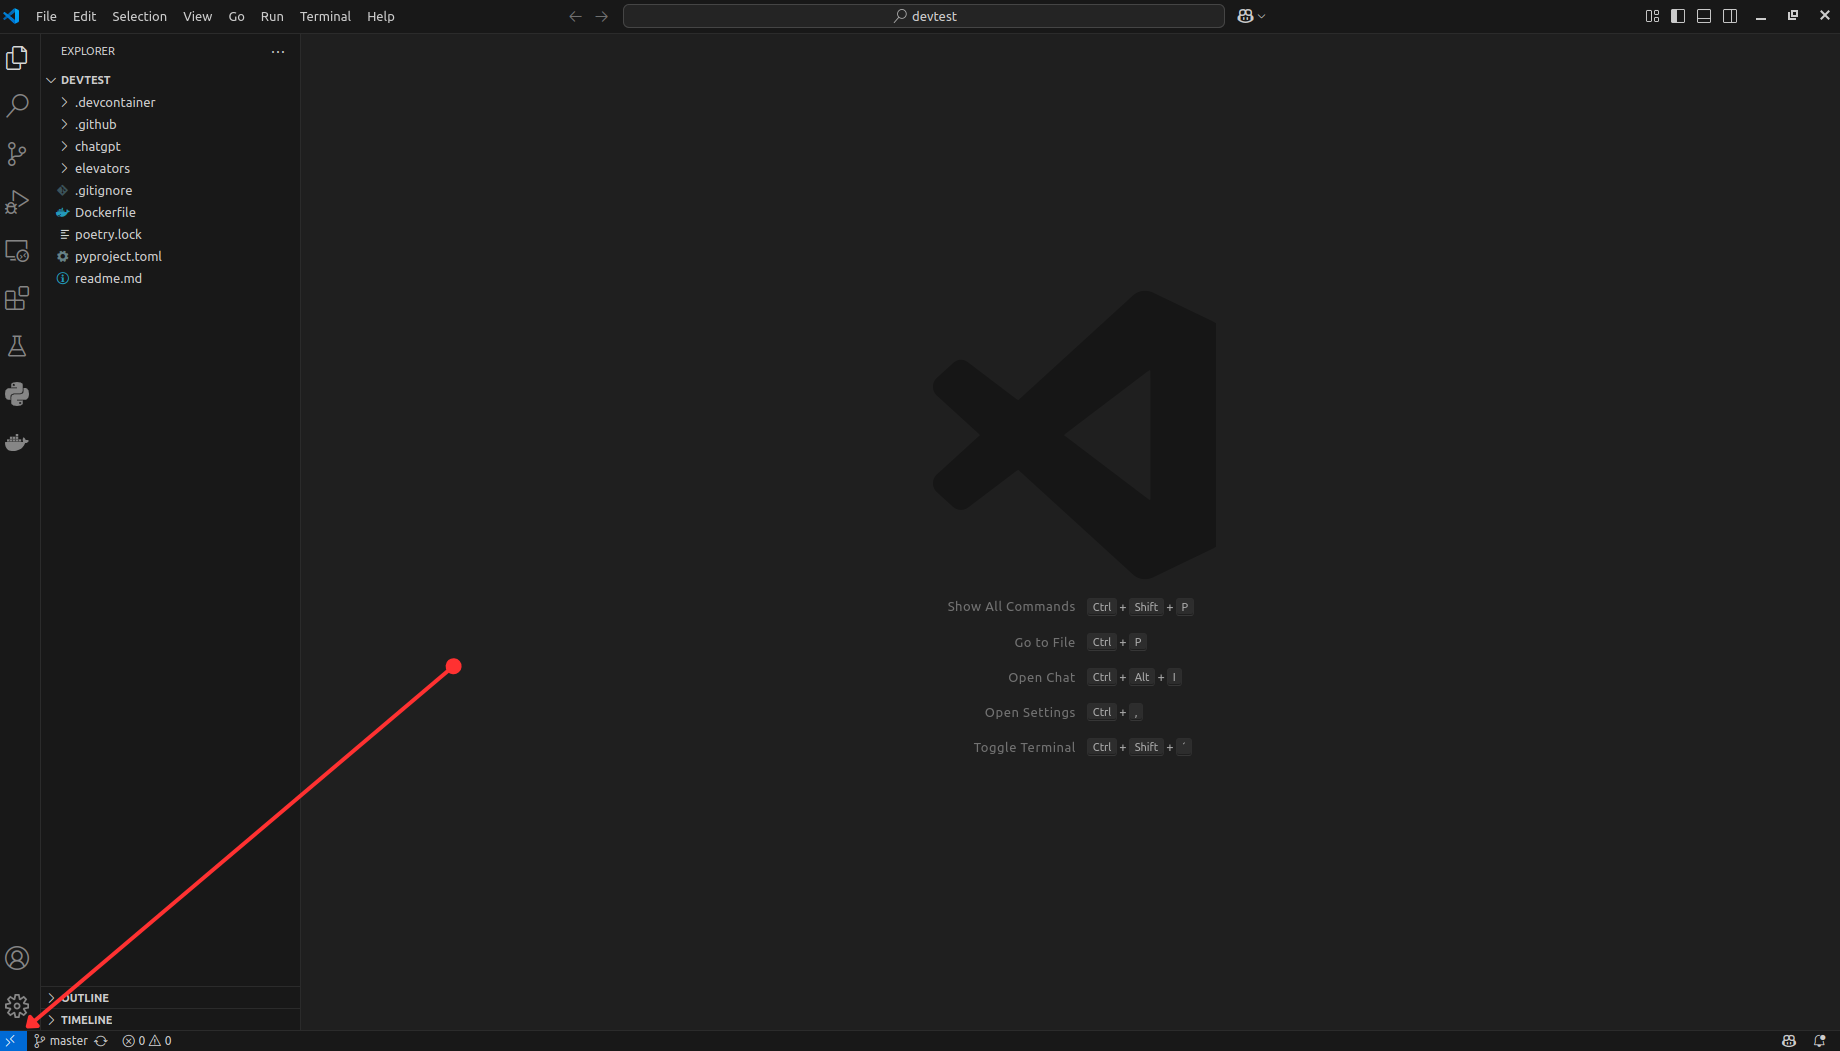 File Edit Selection View Go Run Terminal Help
devtest
EXPLORER
DEVTEST
.devcontainer
.github
chatgpt
elevators
.gitignore
Dockerfile
poetry.lock
pyproject.toml
readme.md
Show All Commands Ctrl + Shift + P
Go to File Ctrl + P
Open Chat Ctrl + Alt + I
Open Settings Ctrl + ,
Toggle Terminal Ctrl + Shift + ´
OUTLINE
TIMELINE
master 0 0